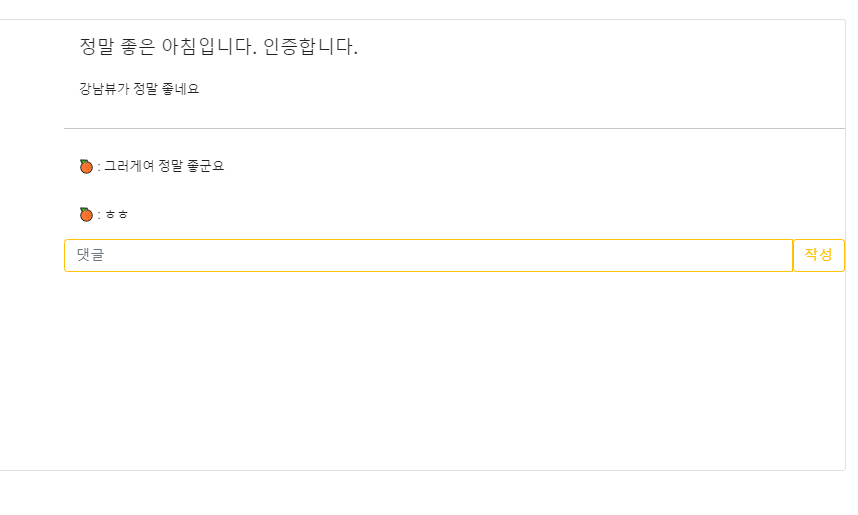 정말 좋은 아침입니다. 인증합니다.
강남뷰가 정말 좋네요
🍊 : 그러게여 정말 좋군요
🍊 : ㅎㅎ
댓글 작성